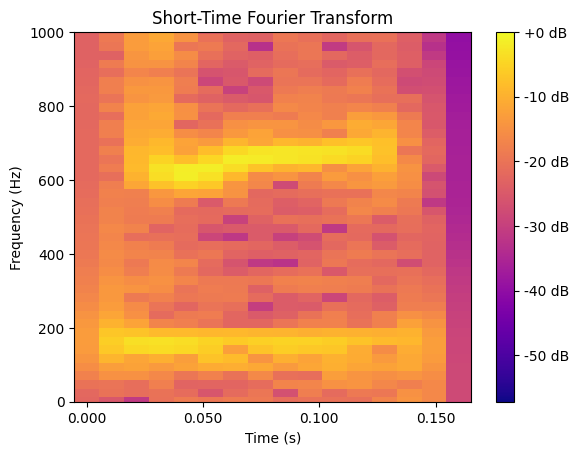 Short-Time Fourier Transform
Frequency (Hz)
1000
800
600
400
200
0
0.000
0.050
0.100
0.150
Time (s)
+0 dB
-10 dB
-20 dB
-30 dB
-40 dB
-50 dB